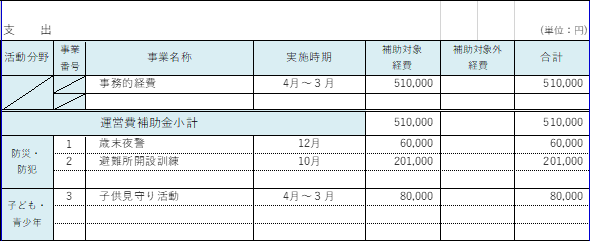 支　出 (単位：円)
活動分野 事業番号 事業名称 実施時期 補助対象経費 補助対象外経費 合計
事務的経費 4月～３月 510,000 510,000
運営費補助金小計 510,000 510,000
防災・防犯 1 歳末夜警 12月 60,000 60,000
2 避難所開設訓練 10月 201,000 201,000
子ども・青少年 3 子供見守り活動 4月～３月 80,000 80,000